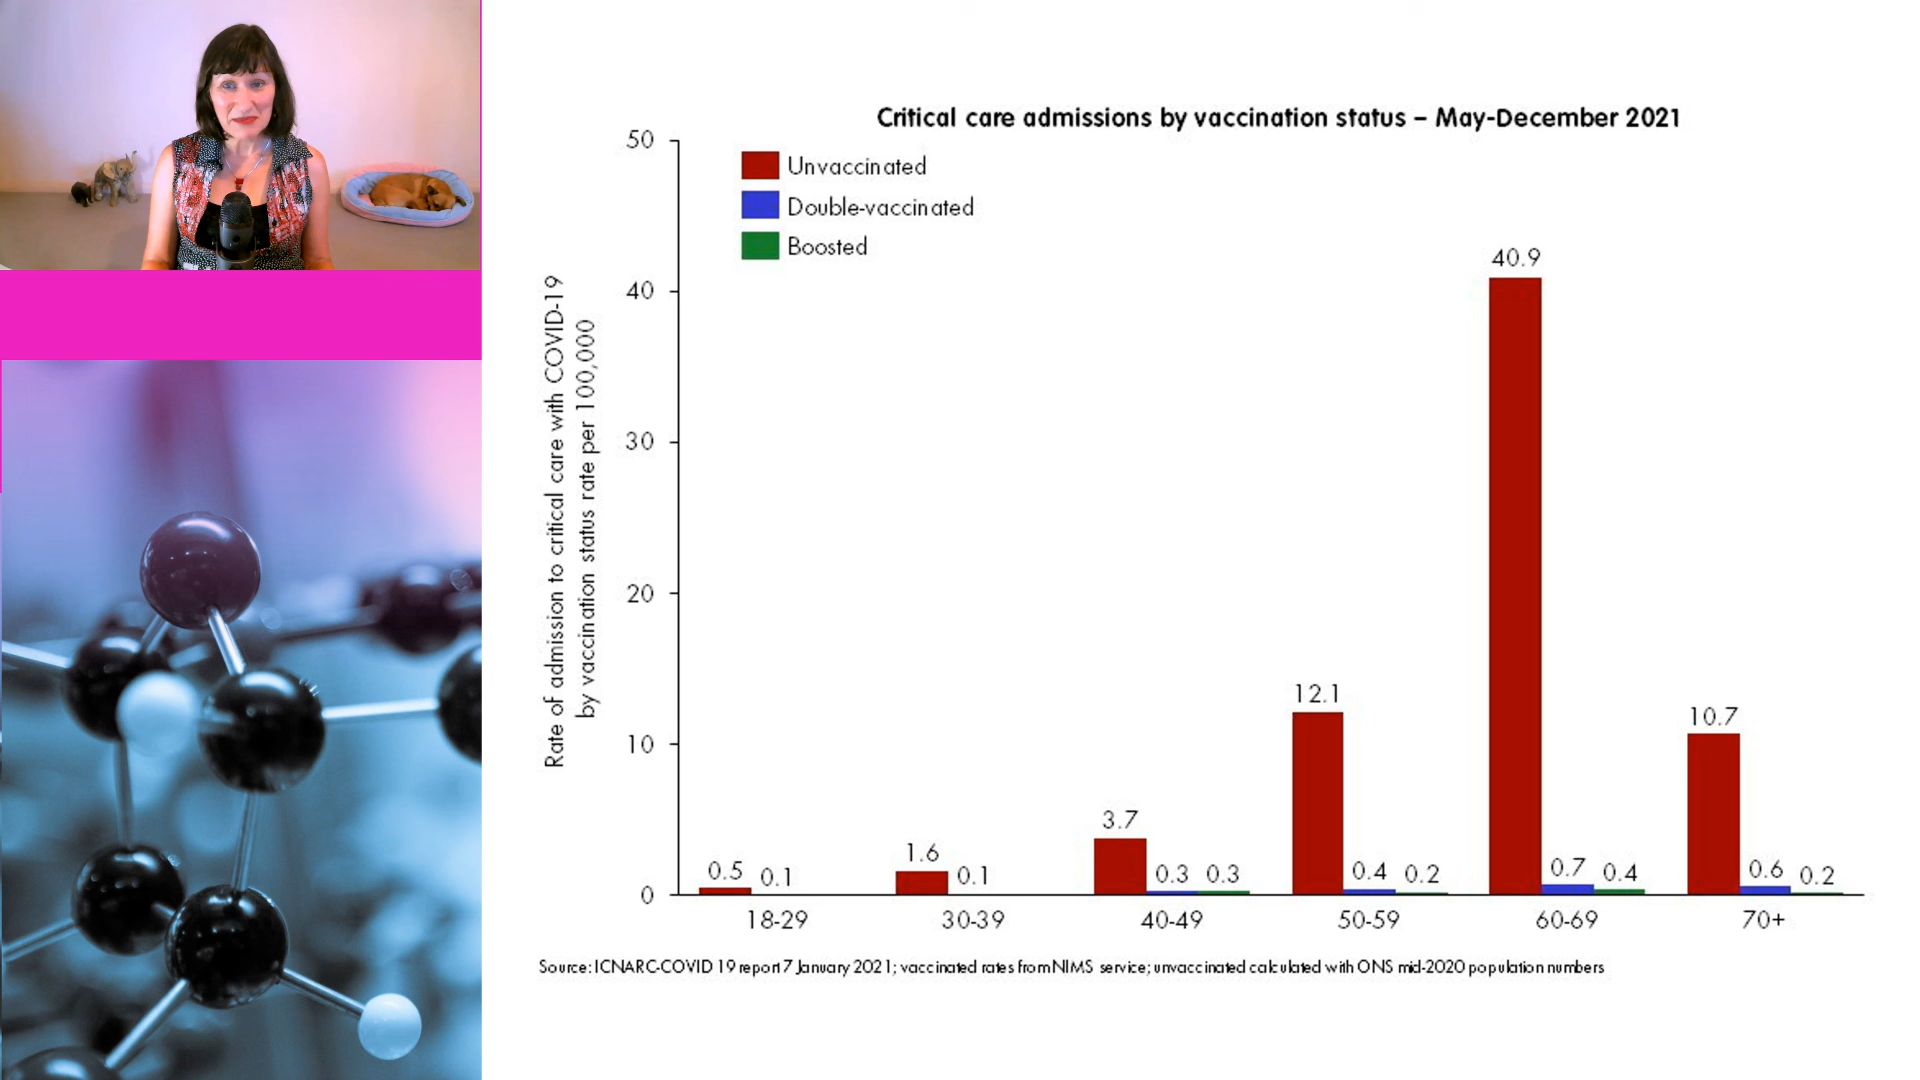 Critical care admissions by vaccination status – May-December 2021
50
Unvaccinated
Double-vaccinated
Boosted
40
30
20
10
0
Rate of admission to critical care with COVID-19
by vaccination status rate per 100,000
0.5 0.1
1.6 0.1
3.7 0.3 0.3
12.1 0.4 0.2
40.9 0.7 0.4
10.7 0.6 0.2
18-29 30-39 40-49 50-59 60-69 70+
Source: ICNARC-COVID 19 report 7 January 2021; vaccinated rates from NIMS service; unvaccinated calculated with ONS mid-2020 population numbers